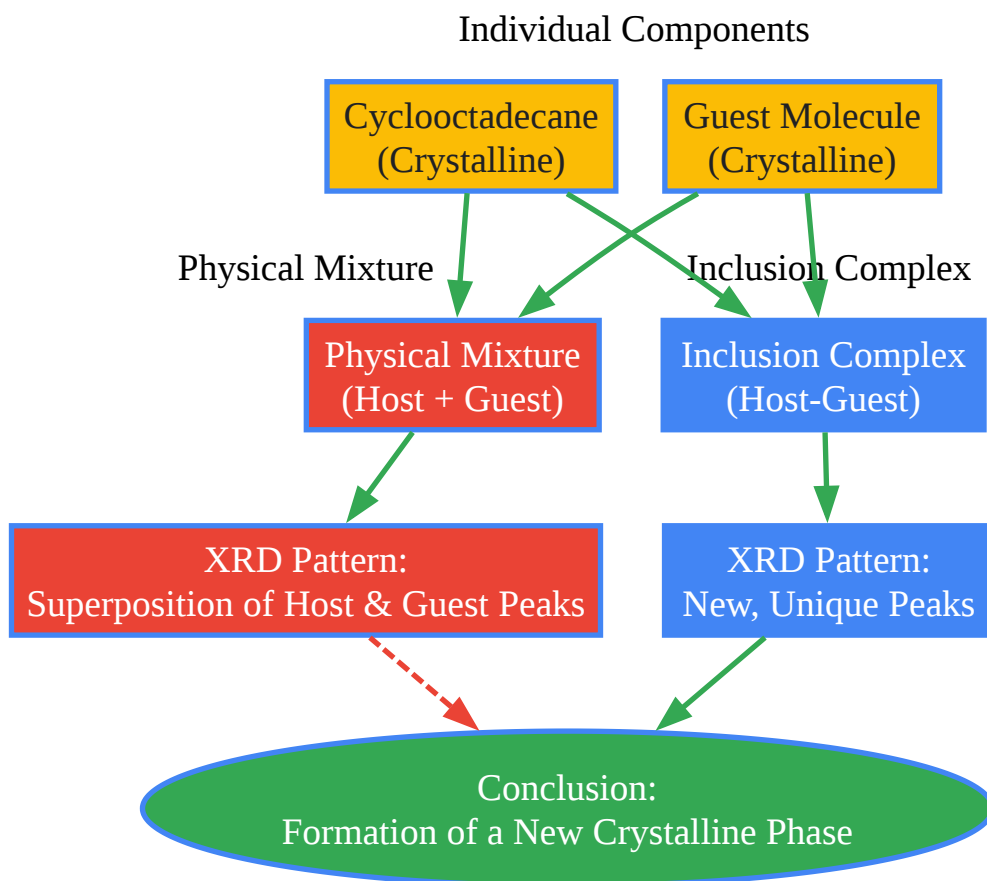 Individual Components
Cyclooctadecane
(Crystalline)
Guest Molecule
(Crystalline)
Physical Mixture
Inclusion Complex
Physical Mixture
(Host + Guest)
Inclusion Complex
(Host-Guest)
XRD Pattern:
Superposition of Host & Guest Peaks
XRD Pattern:
New, Unique Peaks
Conclusion:
Formation of a New Crystalline Phase